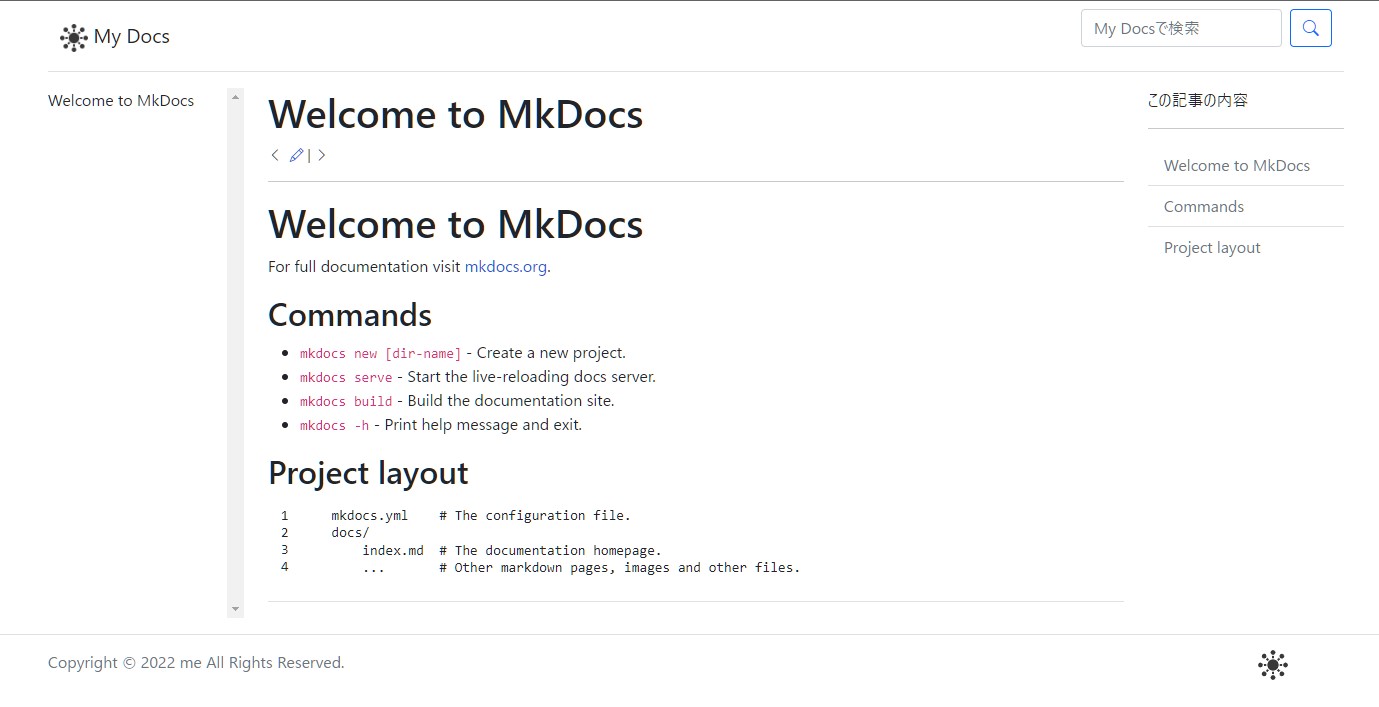 My Docs
My Docsで検索
Welcome to MkDocs
Welcome to MkDocs
|
Welcome to MkDocs
For full documentation visit mkdocs.org.
Commands
mkdocs new [dir-name] - Create a new project.
mkdocs serve - Start the live-reloading docs server.
mkdocs build - Build the documentation site.
mkdocs -h - Print help message and exit.
Project layout
1 mkdocs.yml # The configuration file.
2 docs/
3 index.md # The documentation homepage.
4 ... # Other markdown pages, images and other files.
この記事の内容
Welcome to MkDocs
Commands
Project layout
Copyright © 2022 me All Rights Reserved.